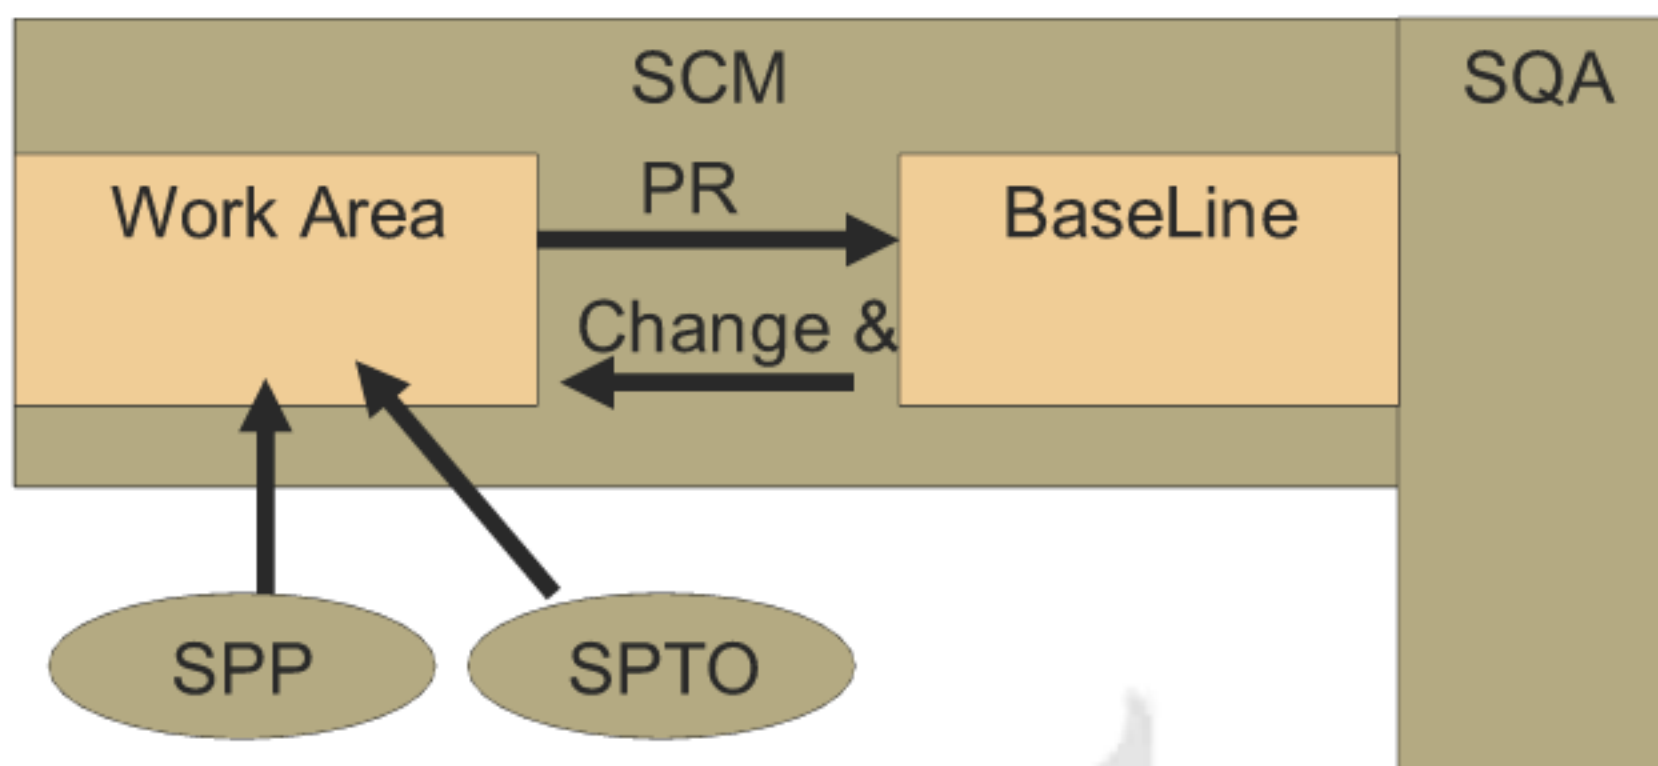 SCM
SQA
PR
Work Area
BaseLine
Change &
SPP
SPTO